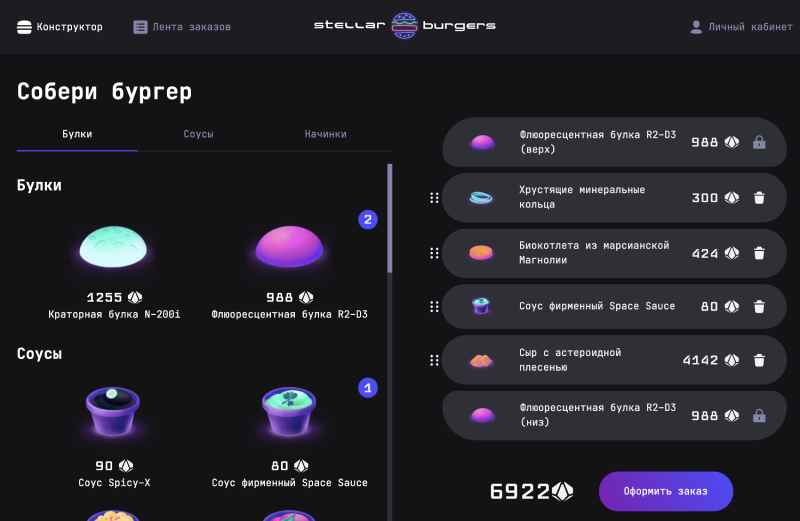 Конструктор
Лента заказов
stellar burgers
Личный кабинет
Собери бургер
Булки
Соусы
Начинки
Булки
2
1255
988
Краторная булка N-200i
Флюоресцентная булка R2-D3
Соусы
1
90
80
Соус Spicy-X
Соус фирменный Space Sauce
Флюоресцентная булка R2-D3
(верх)
988
Хрустящие минеральные
кольца
300
Биокотлета из марсианской
Магнолии
424
Соус фирменный Space Sauce
80
Сыр с астероидной
плесенью
4142
Флюоресцентная булка R2-D3
(низ)
988
6922
Оформить заказ